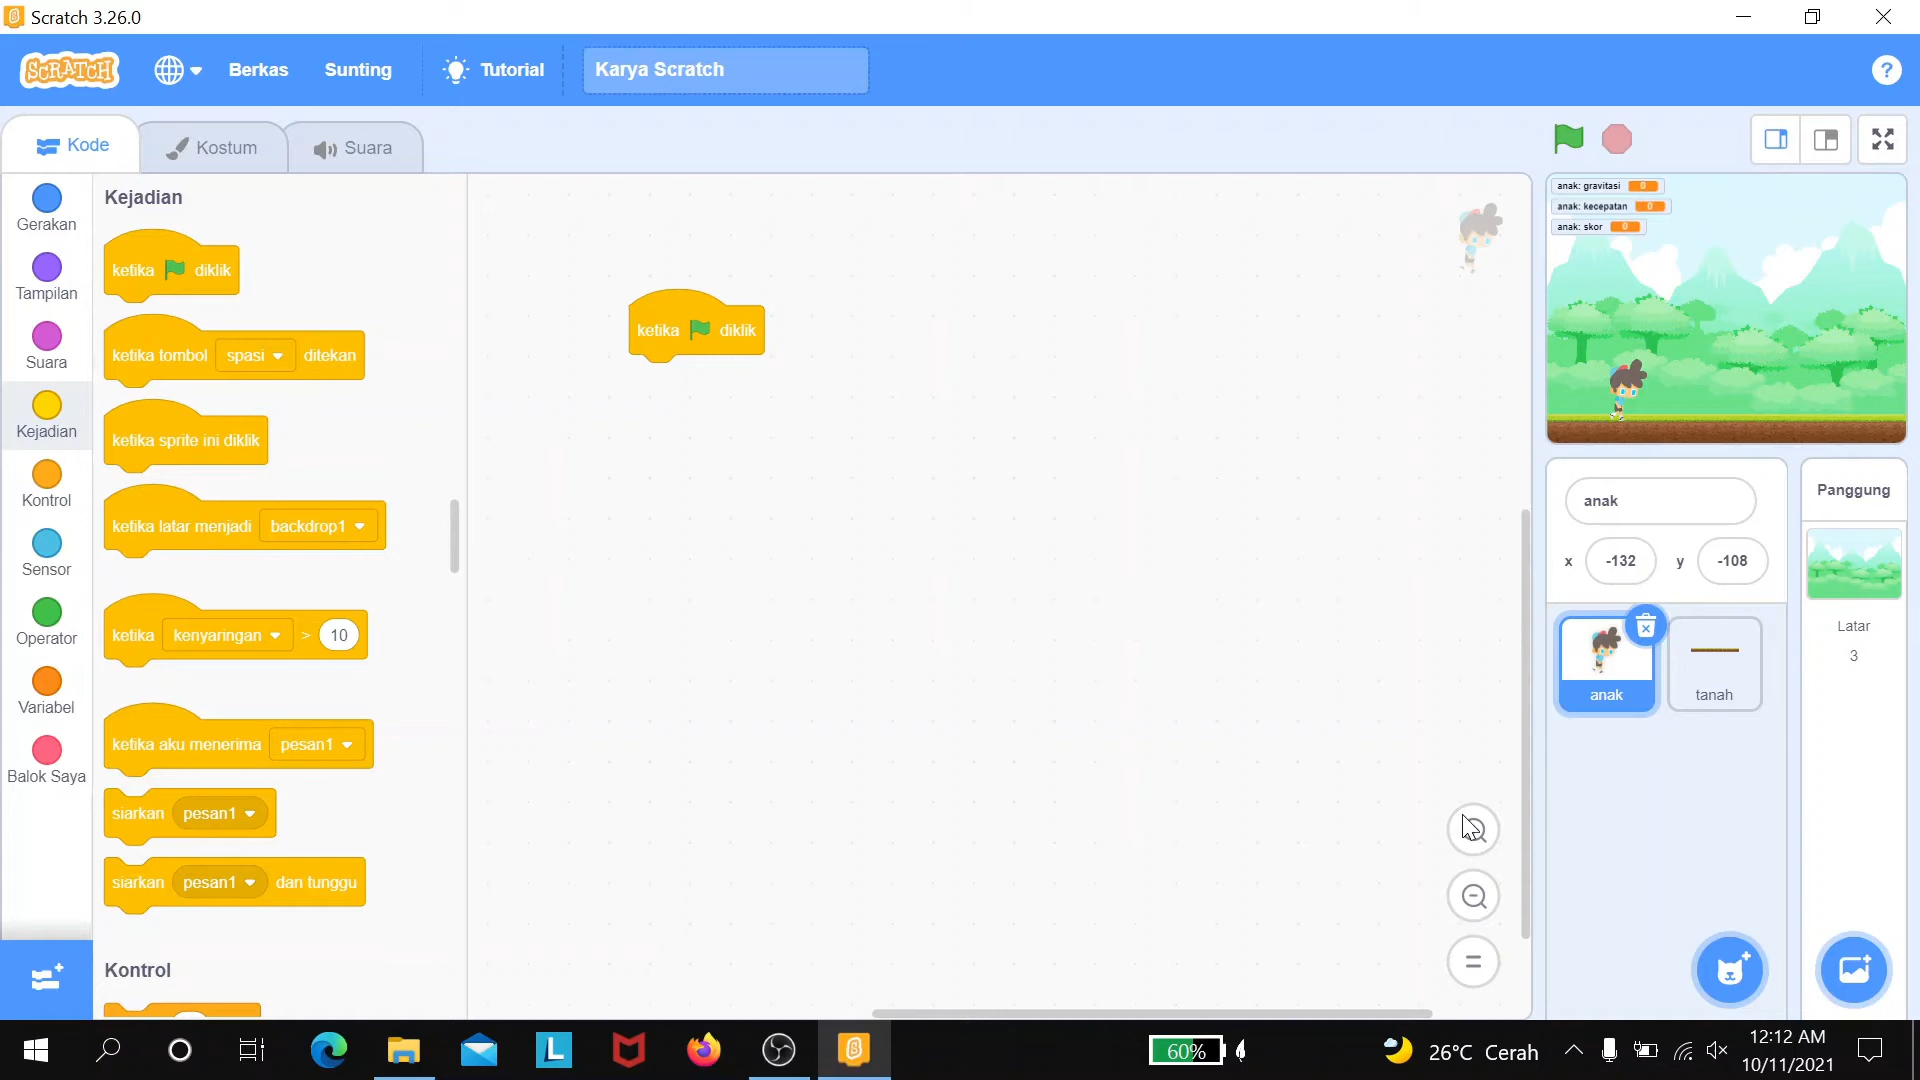 Scratch 3.26.0
SCRATCH
Berkas
Sunting
Tutorial
Karya Scratch
?
Kode
Kostum
Suara
Gerakan
Tampilan
Suara
Kejadian
Kontrol
Sensor
Operator
Variabel
Balok Saya
Kejadian
ketika diklik
ketika tombol spasi ditekan
ketika sprite ini diklik
ketika latar menjadi backdrop1
ketika kenyaringan > 10
ketika aku menerima pesan1
siarkan pesan1
siarkan pesan1 dan tunggu
Kontrol
ketika diklik
anak: gravitasi 0
anak: kecepatan 0
anak: skor 0
anak
x -132 y -108
anak
tanah
Panggung
Latar
3
60%
26°C Cerah
12:12 AM
10/11/2021